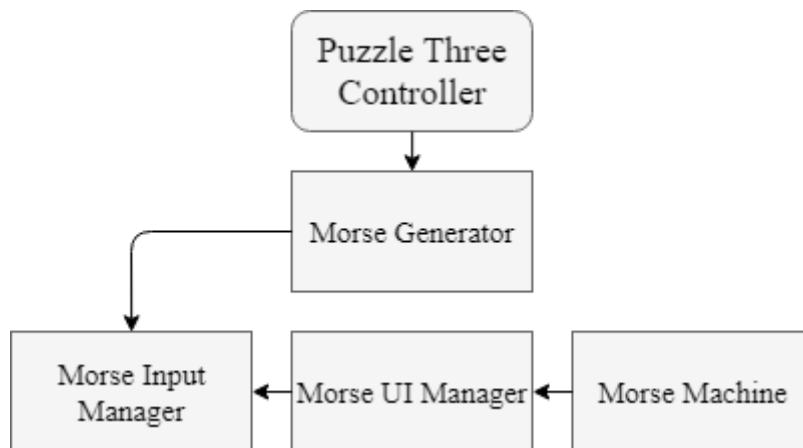 Puzzle Three
Controller
Morse Generator
Morse Input
Manager
Morse UI Manager
Morse Machine